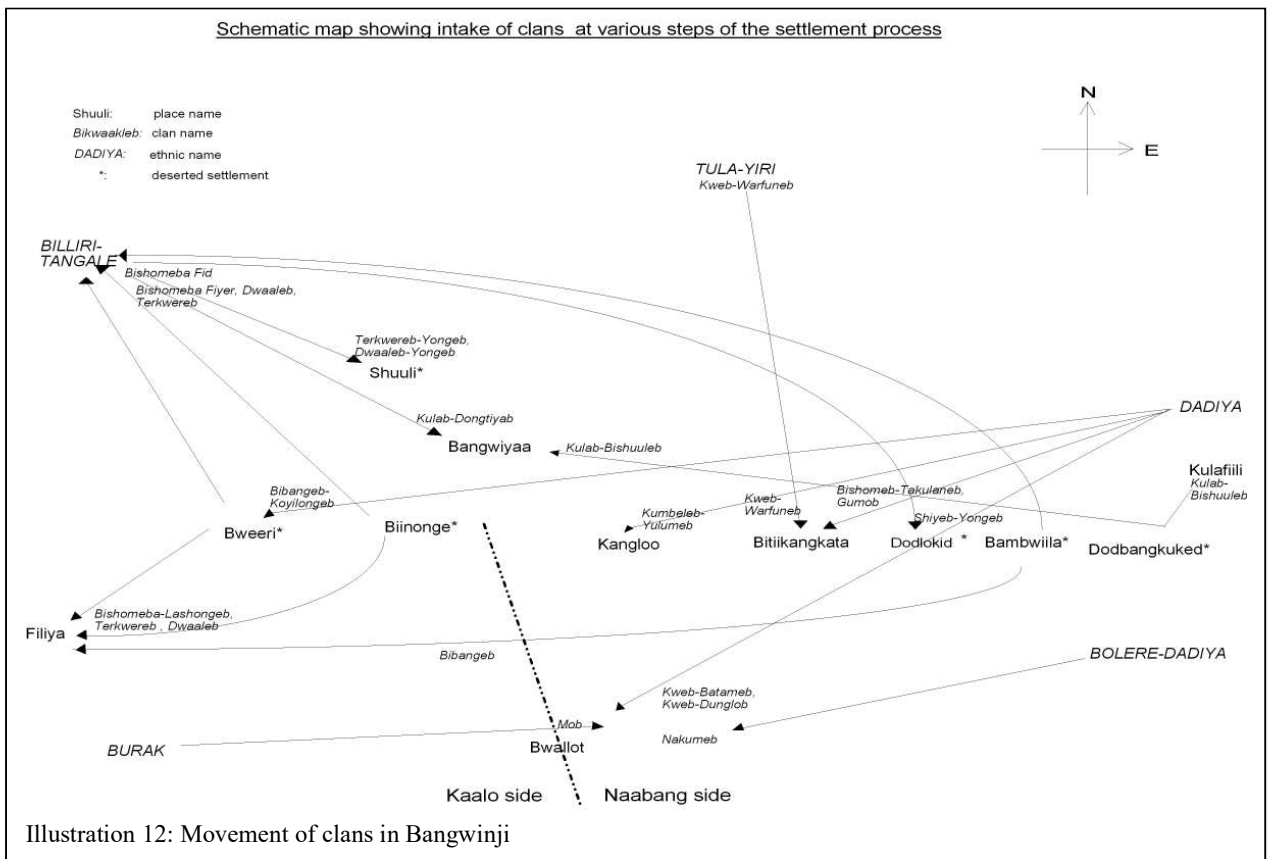 Schematic map showing intake of clans at various steps of the settlement process
N
E
Shuuli: place name
Bikwaakleb: clan name
DADIYA: ethnic name
*: deserted settlement
TULA-YIRI
Kweb-Warfuneb
BILLIRI-
TANGALE
Bishomeba Fid
Bishomeba Fiyer, Dwaaleb,
Terkwereb
Terkwereb-Yongeb,
Dwaaleb-Yongeb
Shuuli*
DADIYA
Kulab-Dongtiyab
Bangwiyaa
Kulab-Bishuuleb
Kulafiili
Kulab-
Bishuuleb
Bibangeb-
Koyilongeb
Bweeri*
Biinonge*
Kumbeleb-
Yulumeb
Kangloo
Kweb-
Warfuneb
Bishomeb-Takulaneb,
Gumob
Bitiikangkata
Shiyeb-Yongeb
Dodlokid *
Bambwiila*
Dodbangkuked*
Bishomeba-Lashongeb,
Terkwereb , Dwaaleb
Filiya
Bibangeb
BOLERE-DADIYA
Kweb-Batameb,
Kweb-Dunglob
Mob
Nakumeb
BURAK
Bwallot
Kaalo side
Naabang side
Illustration 12: Movement of clans in Bangwinji